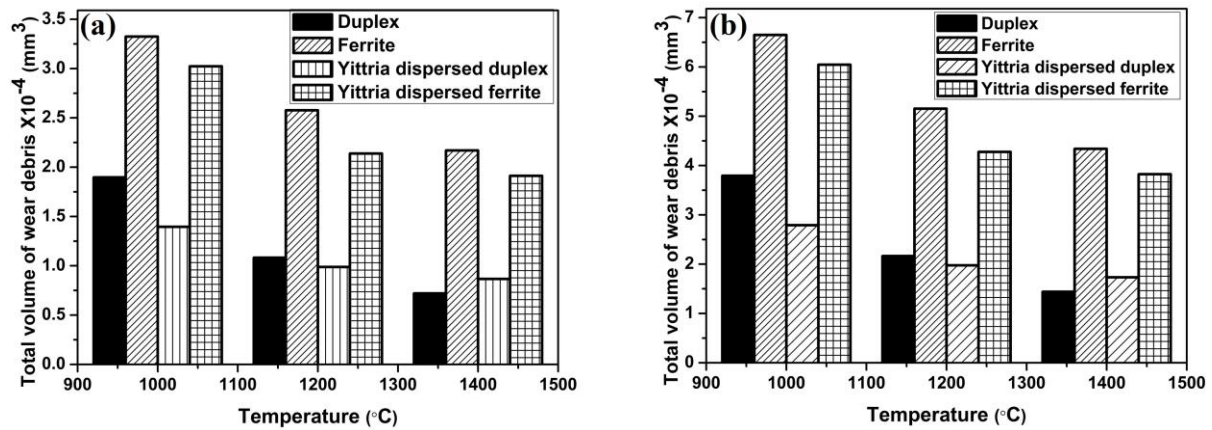 (a)
Duplex
Ferrite
Yittria dispersed duplex
Yittria dispersed ferrite
Total volume of wear debris X10⁻⁴ (mm³)
3.5
3.0
2.5
2.0
1.5
1.0
0.5
0.0
900 1000 1100 1200 1300 1400 1500
Temperature (°C)
(b)
Duplex
Ferrite
Yittria dispersed duplex
Yittria dispersed ferrite
Total volume of wear debris X10⁻⁴ (mm³)
7
6
5
4
3
2
1
0
900 1000 1100 1200 1300 1400 1500
Temperature (°C)